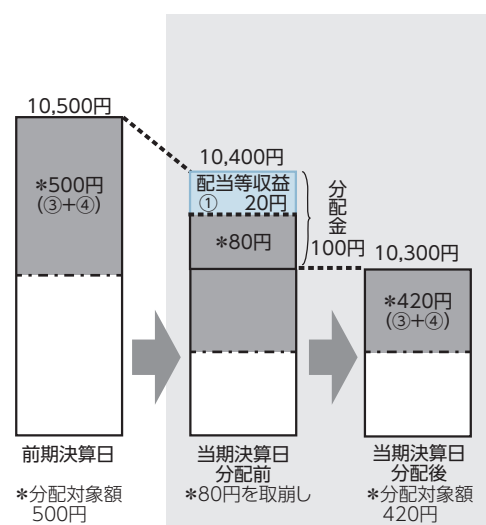 10,500円
*500円
(③+④)
前期決算日
*分配対象額
500円
10,400円
配当等収益
① 20円
*80円
分配金
100円
当期決算日
分配前
*80円を取崩し
10,300円
*420円
(③+④)
当期決算日
分配後
*分配対象額
420円